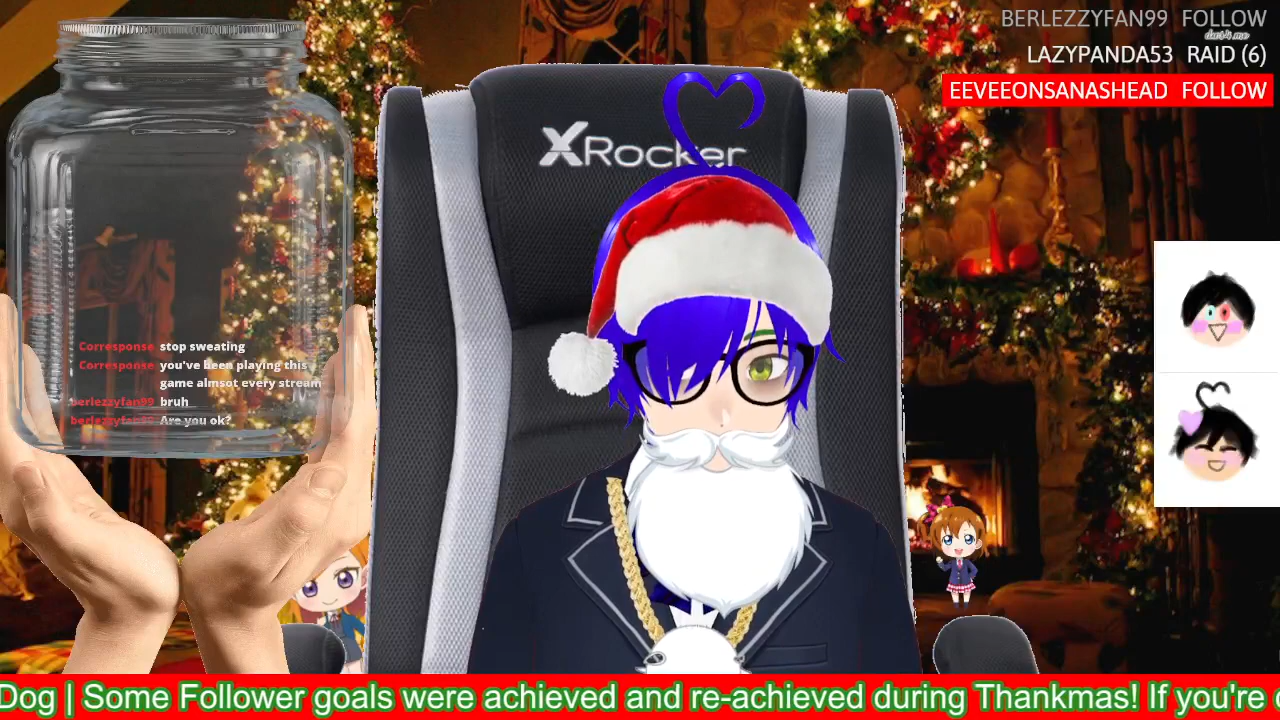 BERLEZZYFAN99 FOLLOW
LAZYPANDA53 RAID (6)
EEVEEONSANASHEAD FOLLOW
XRocker
Corresponse stop sweating
Corresponse you've been playing this
game almsot every stream
berlezzyfan99 bruh
berlezzyfan99 Are you ok?
Dog | Some Follower goals were achieved and re-achieved during Thankmas! If you're